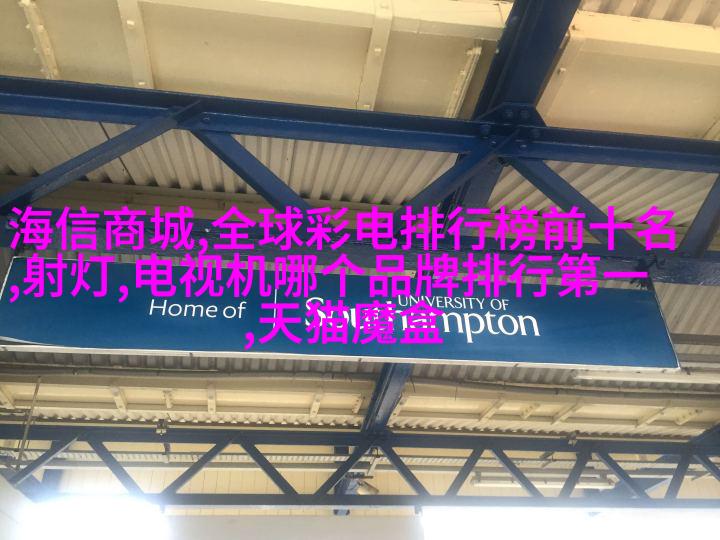 海信商城,全球彩电排行榜前十名
,射灯,电视机哪个品牌排行第一
,天猫魔盒
Home of
UNIVERSITY OF
Southampton